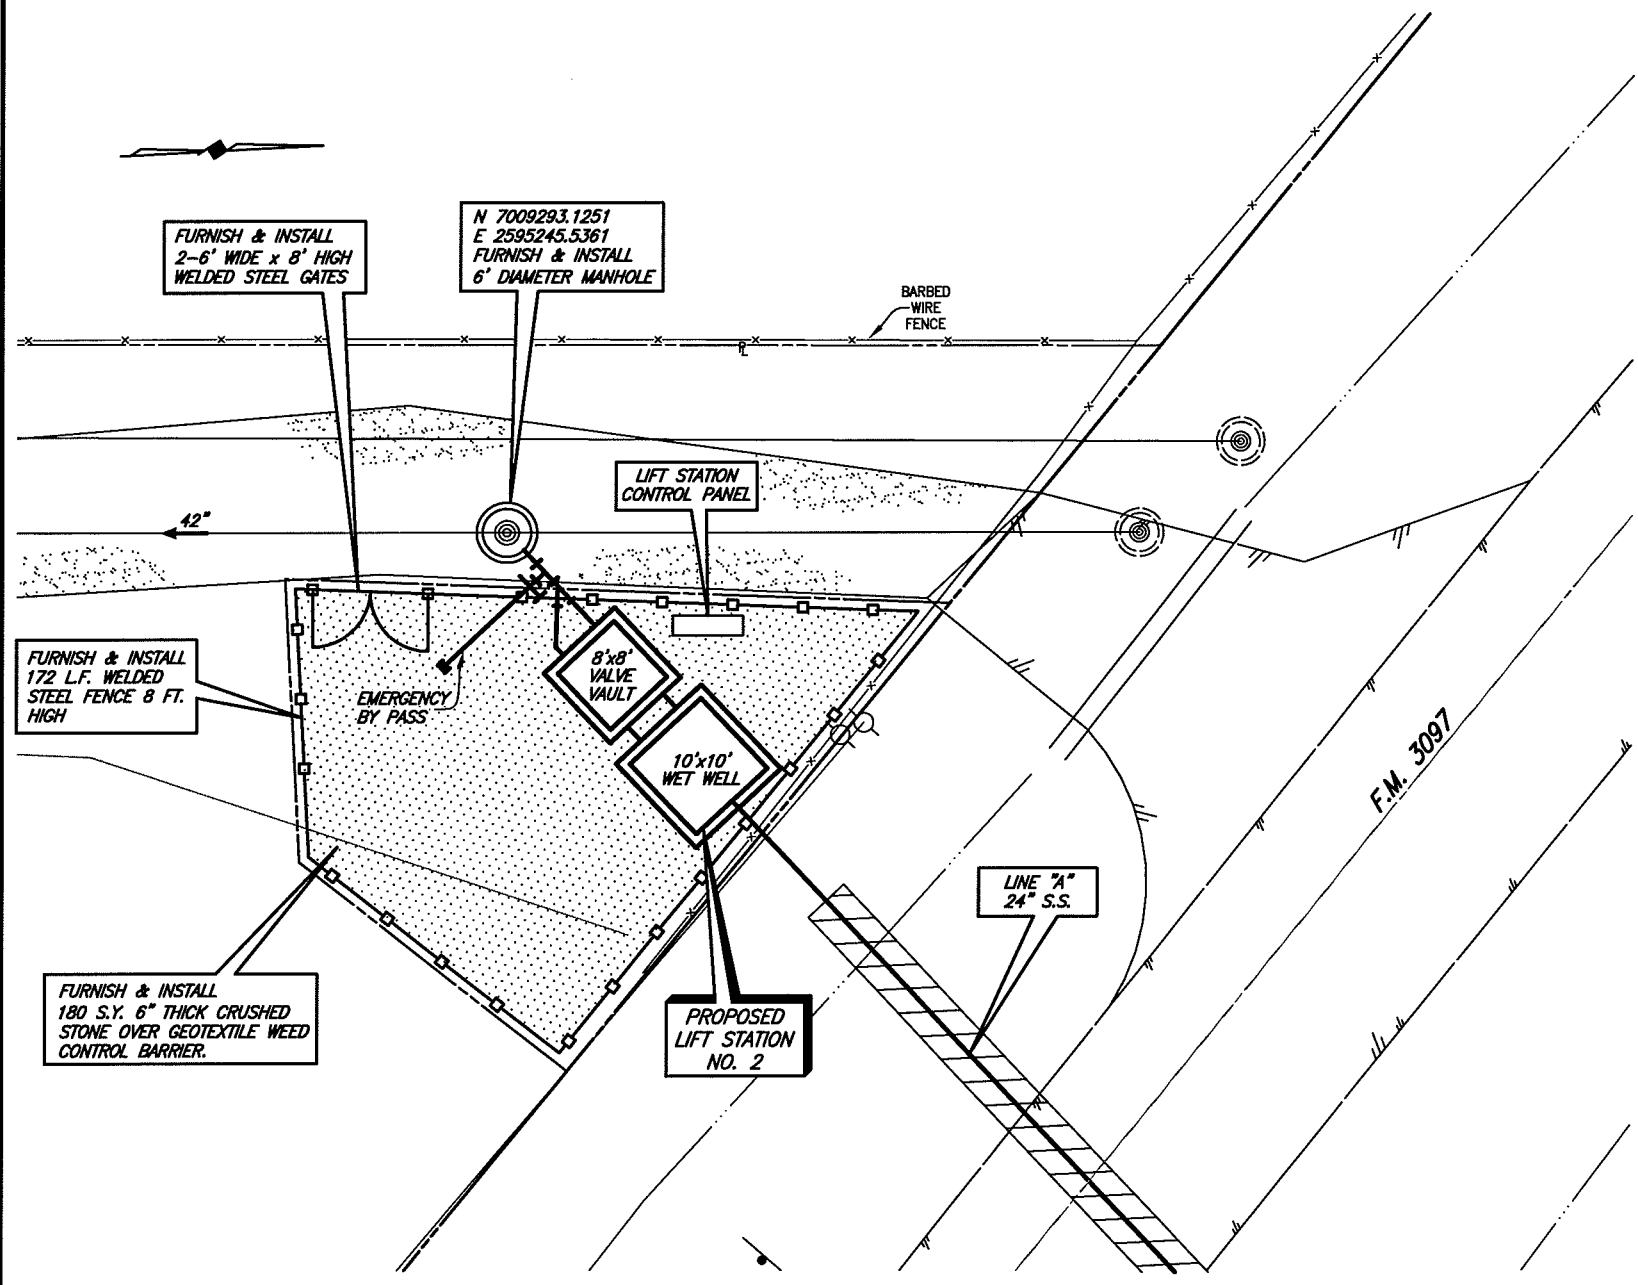 FURNISH & INSTALL
2-6' WIDE x 8' HIGH
WELDED STEEL GATES
N 7009293.1251
E 2595245.5361
FURNISH & INSTALL
6' DIAMETER MANHOLE
BARBED
WIRE
FENCE
PL
LIFT STATION
CONTROL PANEL
42"
FURNISH & INSTALL
172 L.F. WELDED
STEEL FENCE 8 FT.
HIGH
EMERGENCY
BY PASS
8'x8'
VALVE
VAULT
10'x10'
WET WELL
F.M. 3097
LINE "A"
24" S.S.
FURNISH & INSTALL
180 S.Y. 6" THICK CRUSHED
STONE OVER GEOTEXTILE WEED
CONTROL BARRIER.
PROPOSED
LIFT STATION
NO. 2